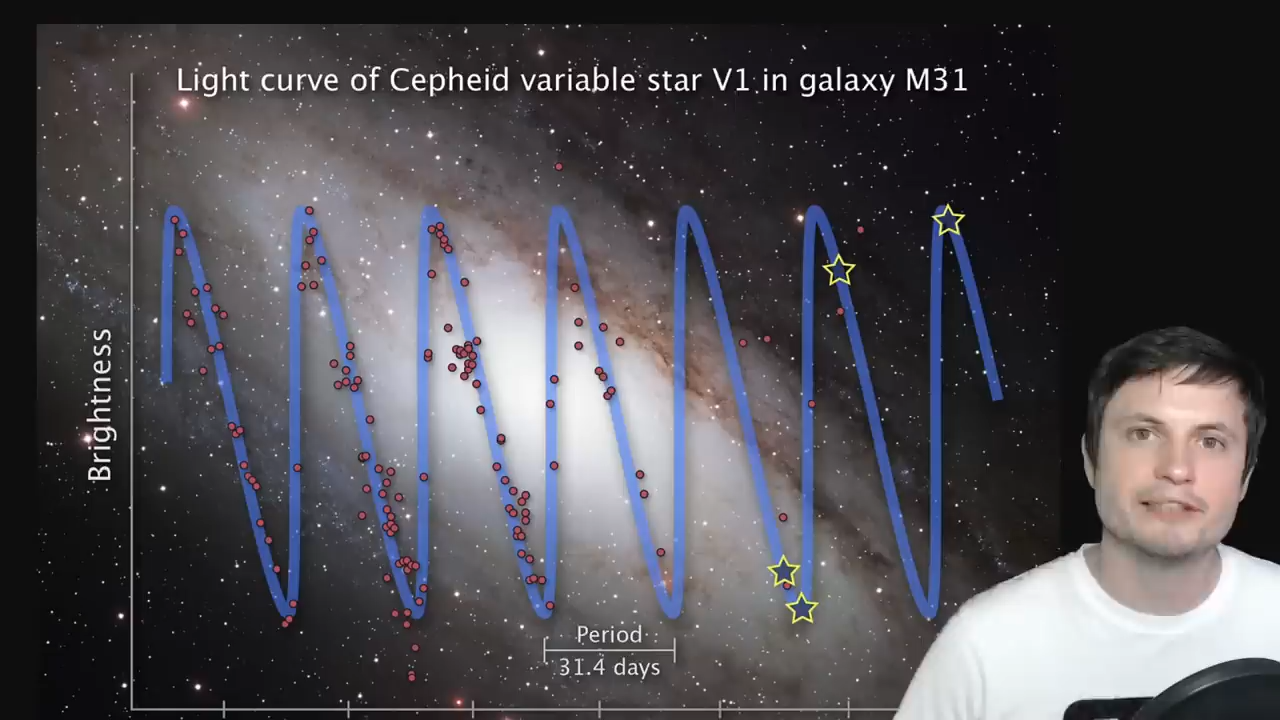 Light curve of Cepheid variable star V1 in galaxy M31
Brightness
Period
31.4 days